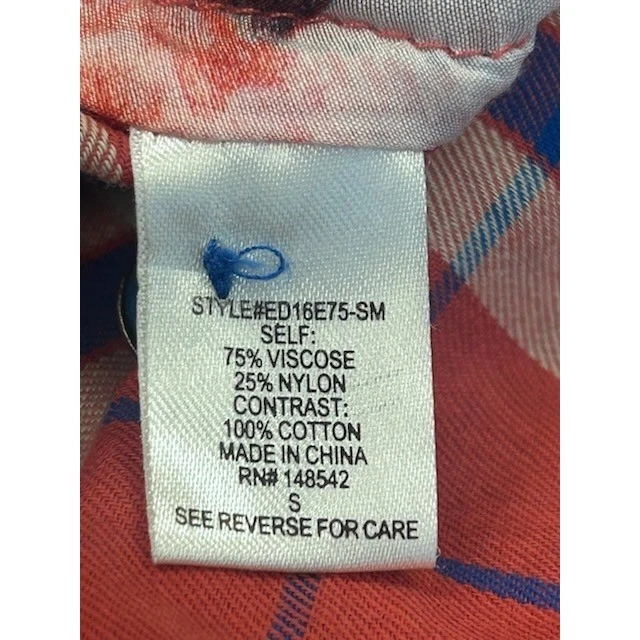 STYLE#ED16E75-SM
SELF:
75% VISCOSE
25% NYLON
CONTRAST:
100% COTTON
MADE IN CHINA
RN# 148542
S
SEE REVERSE FOR CARE